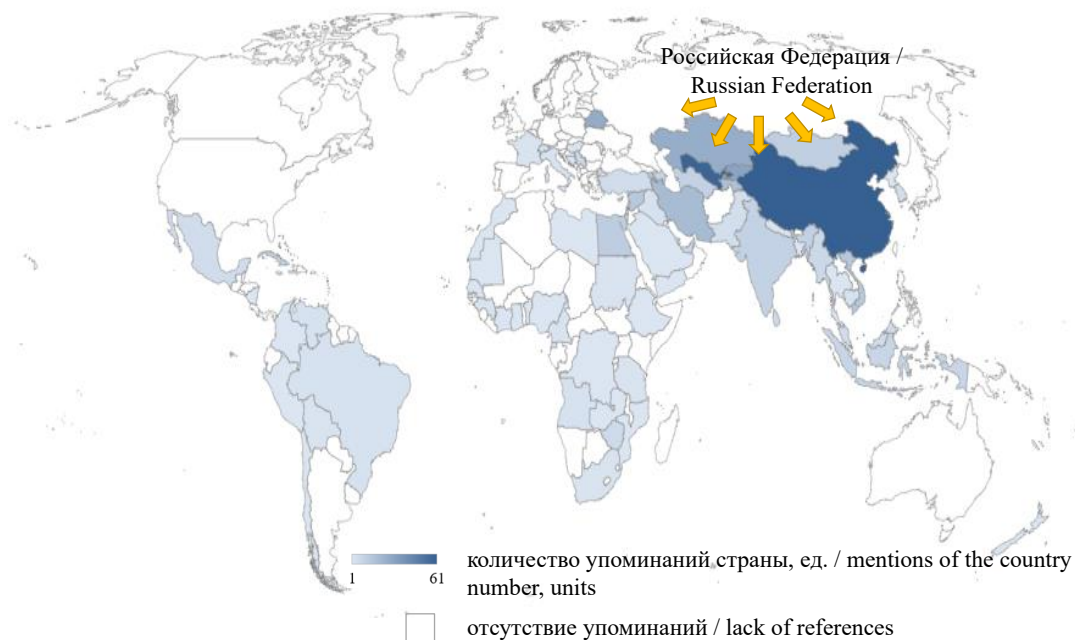 Российская Федерация /
Russian Federation
количество упоминаний страны, ед. / mentions of the country
1 61
number, units
отсутствие упоминаний / lack of references